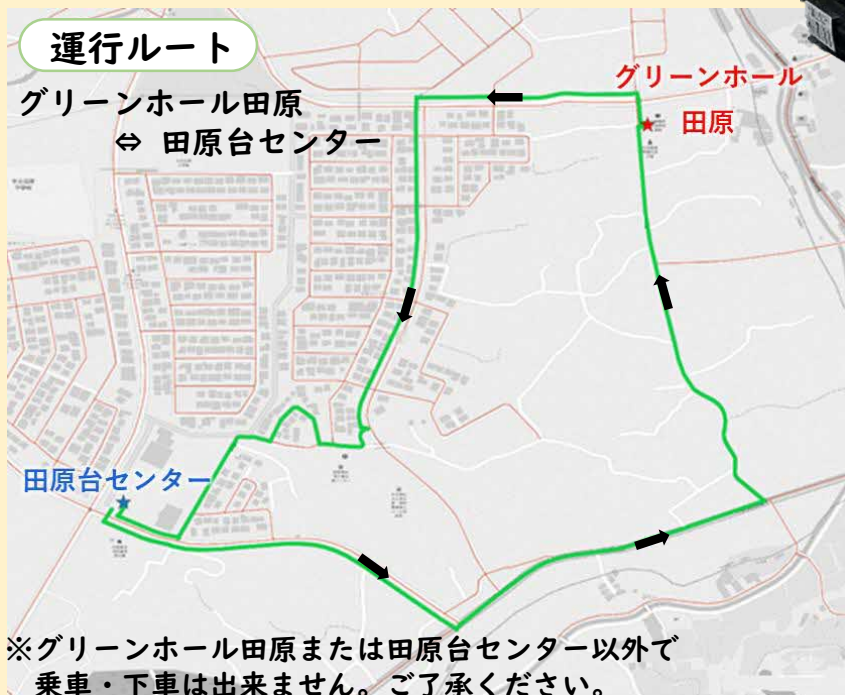 運行ルート
グリーンホール田原
⇔ 田原台センター
グリーンホール
田原
田原台センター
※グリーンホール田原または田原台センター以外で
乗車・下車は出来ません。ご了承ください。